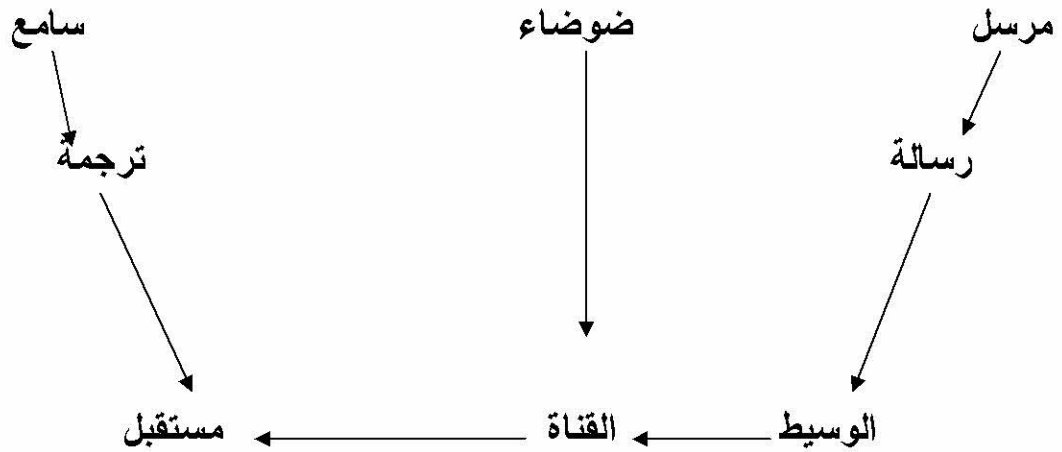 مرسل ضوضاء سامع
رسالة ترجمة
الوسيط القناة مستقبل